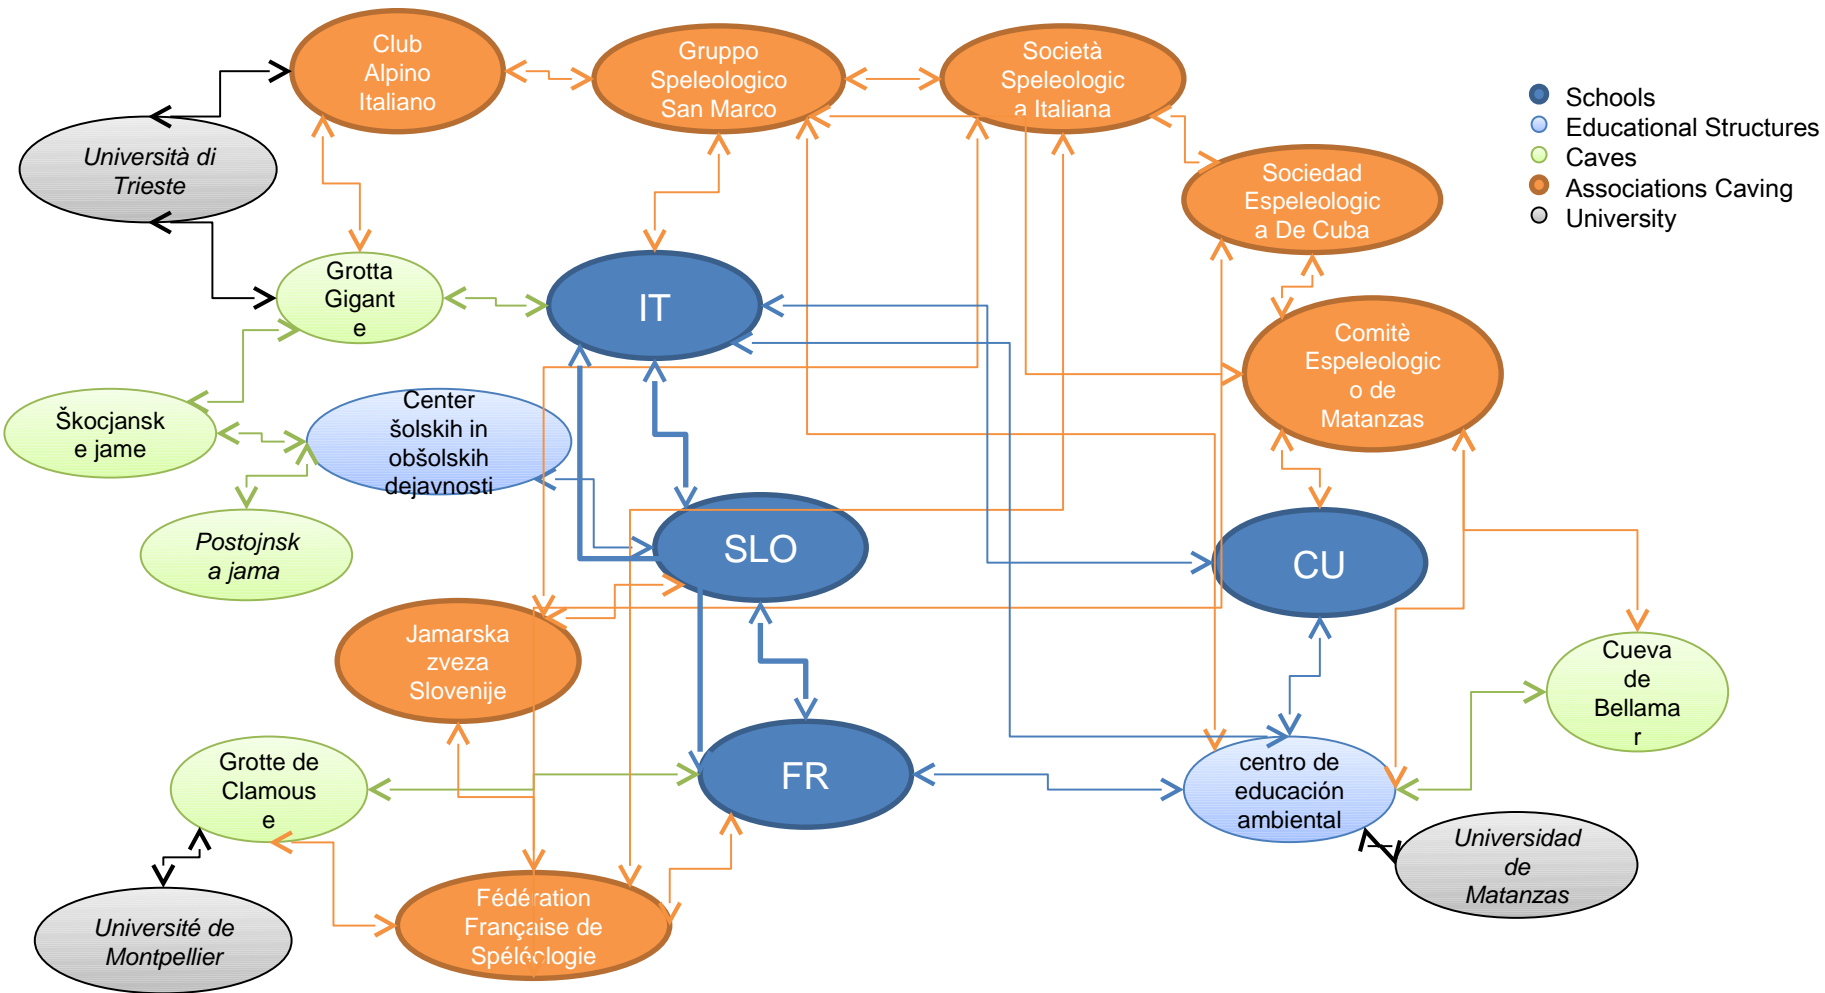 Club
Alpino
Italiano
Gruppo
Speleologico
San Marco
Società
Speleologic
a Italiana
Schools
Educational Structures
Caves
Associations Caving
University
Università di
Trieste
Sociedad
Espeleologic
a De Cuba
Grotta
Gigant
e
IT
Comitè
Espeleologic
o de
Matanzas
Škocjansk
e jame
Center
šolskih in
obšolskih
dejavnosti
Postojnsk
a jama
SLO
CU
Jamarska
zveza
Slovenije
Cueva
de
Bellama
r
Grotte de
Clamous
e
FR
centro de
educación
ambiental
Universidad
de
Matanzas
Université de
Montpellier
Fédération
Française de
Spéléologie